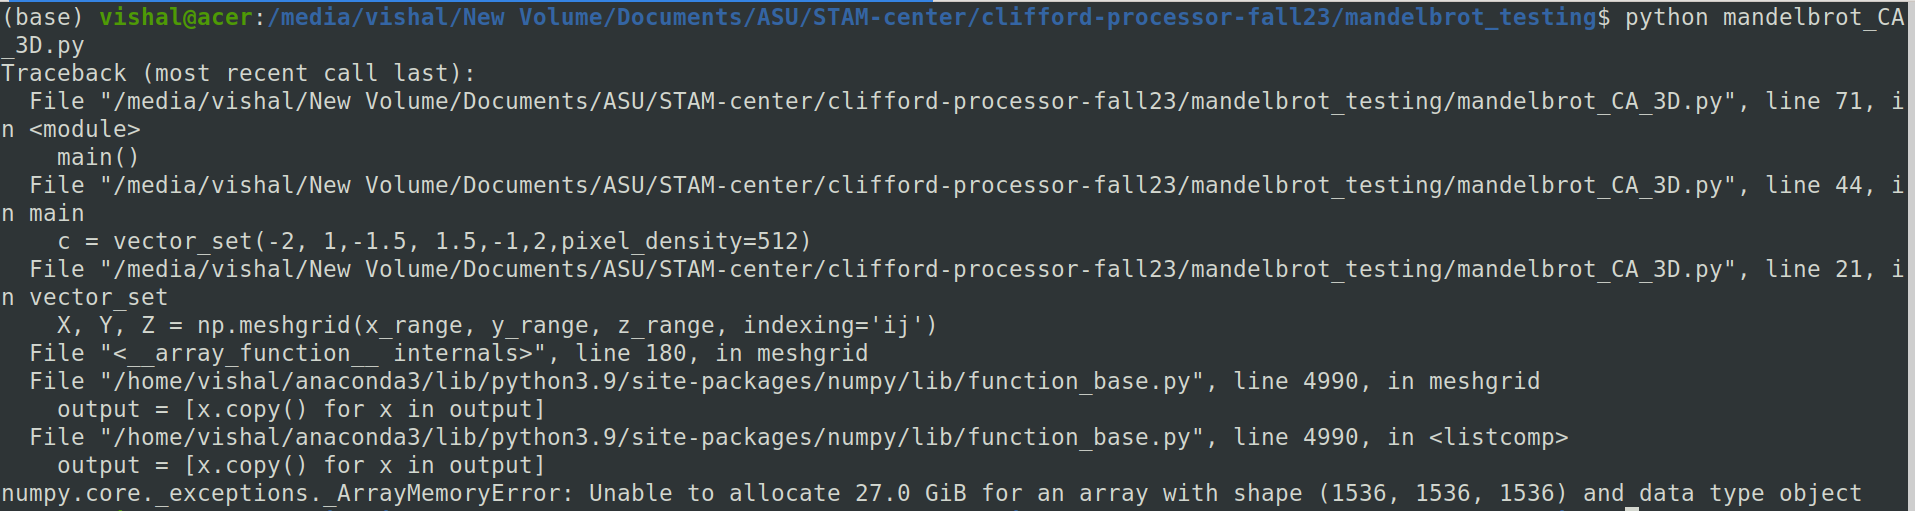 (base) vishal@acer:/media/vishal/New Volume/Documents/ASU/STAM-center/clifford-processor-fall23/mandelbrot_testing$ python mandelbrot_CA
_3D.py
Traceback (most recent call last):
  File "/media/vishal/New Volume/Documents/ASU/STAM-center/clifford-processor-fall23/mandelbrot_testing/mandelbrot_CA_3D.py", line 71, i
n <module>
    main()
  File "/media/vishal/New Volume/Documents/ASU/STAM-center/clifford-processor-fall23/mandelbrot_testing/mandelbrot_CA_3D.py", line 44, i
n main
    c = vector_set(-2, 1,-1.5, 1.5,-1,2,pixel_density=512)
  File "/media/vishal/New Volume/Documents/ASU/STAM-center/clifford-processor-fall23/mandelbrot_testing/mandelbrot_CA_3D.py", line 21, i
n vector_set
    X, Y, Z = np.meshgrid(x_range, y_range, z_range, indexing='ij')
  File "<__array_function__ internals>", line 180, in meshgrid
  File "/home/vishal/anaconda3/lib/python3.9/site-packages/numpy/lib/function_base.py", line 4990, in meshgrid
    output = [x.copy() for x in output]
  File "/home/vishal/anaconda3/lib/python3.9/site-packages/numpy/lib/function_base.py", line 4990, in <listcomp>
    output = [x.copy() for x in output]
numpy.core._exceptions._ArrayMemoryError: Unable to allocate 27.0 GiB for an array with shape (1536, 1536, 1536) and data type object